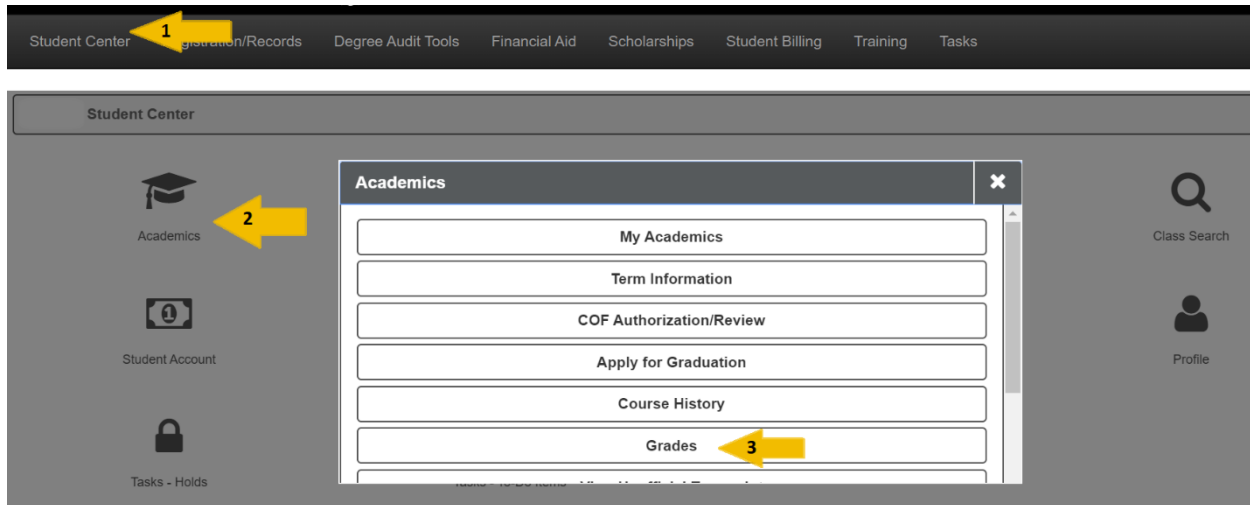 1
Student Center Registration/Records Degree Audit Tools Financial Aid Scholarships Student Billing Training Tasks
Student Center
Academics
2
Academics
My Academics
Term Information
COF Authorization/Review
Apply for Graduation
Course History
Grades
3
Class Search
1
Student Account
Profile
Tasks - Holds